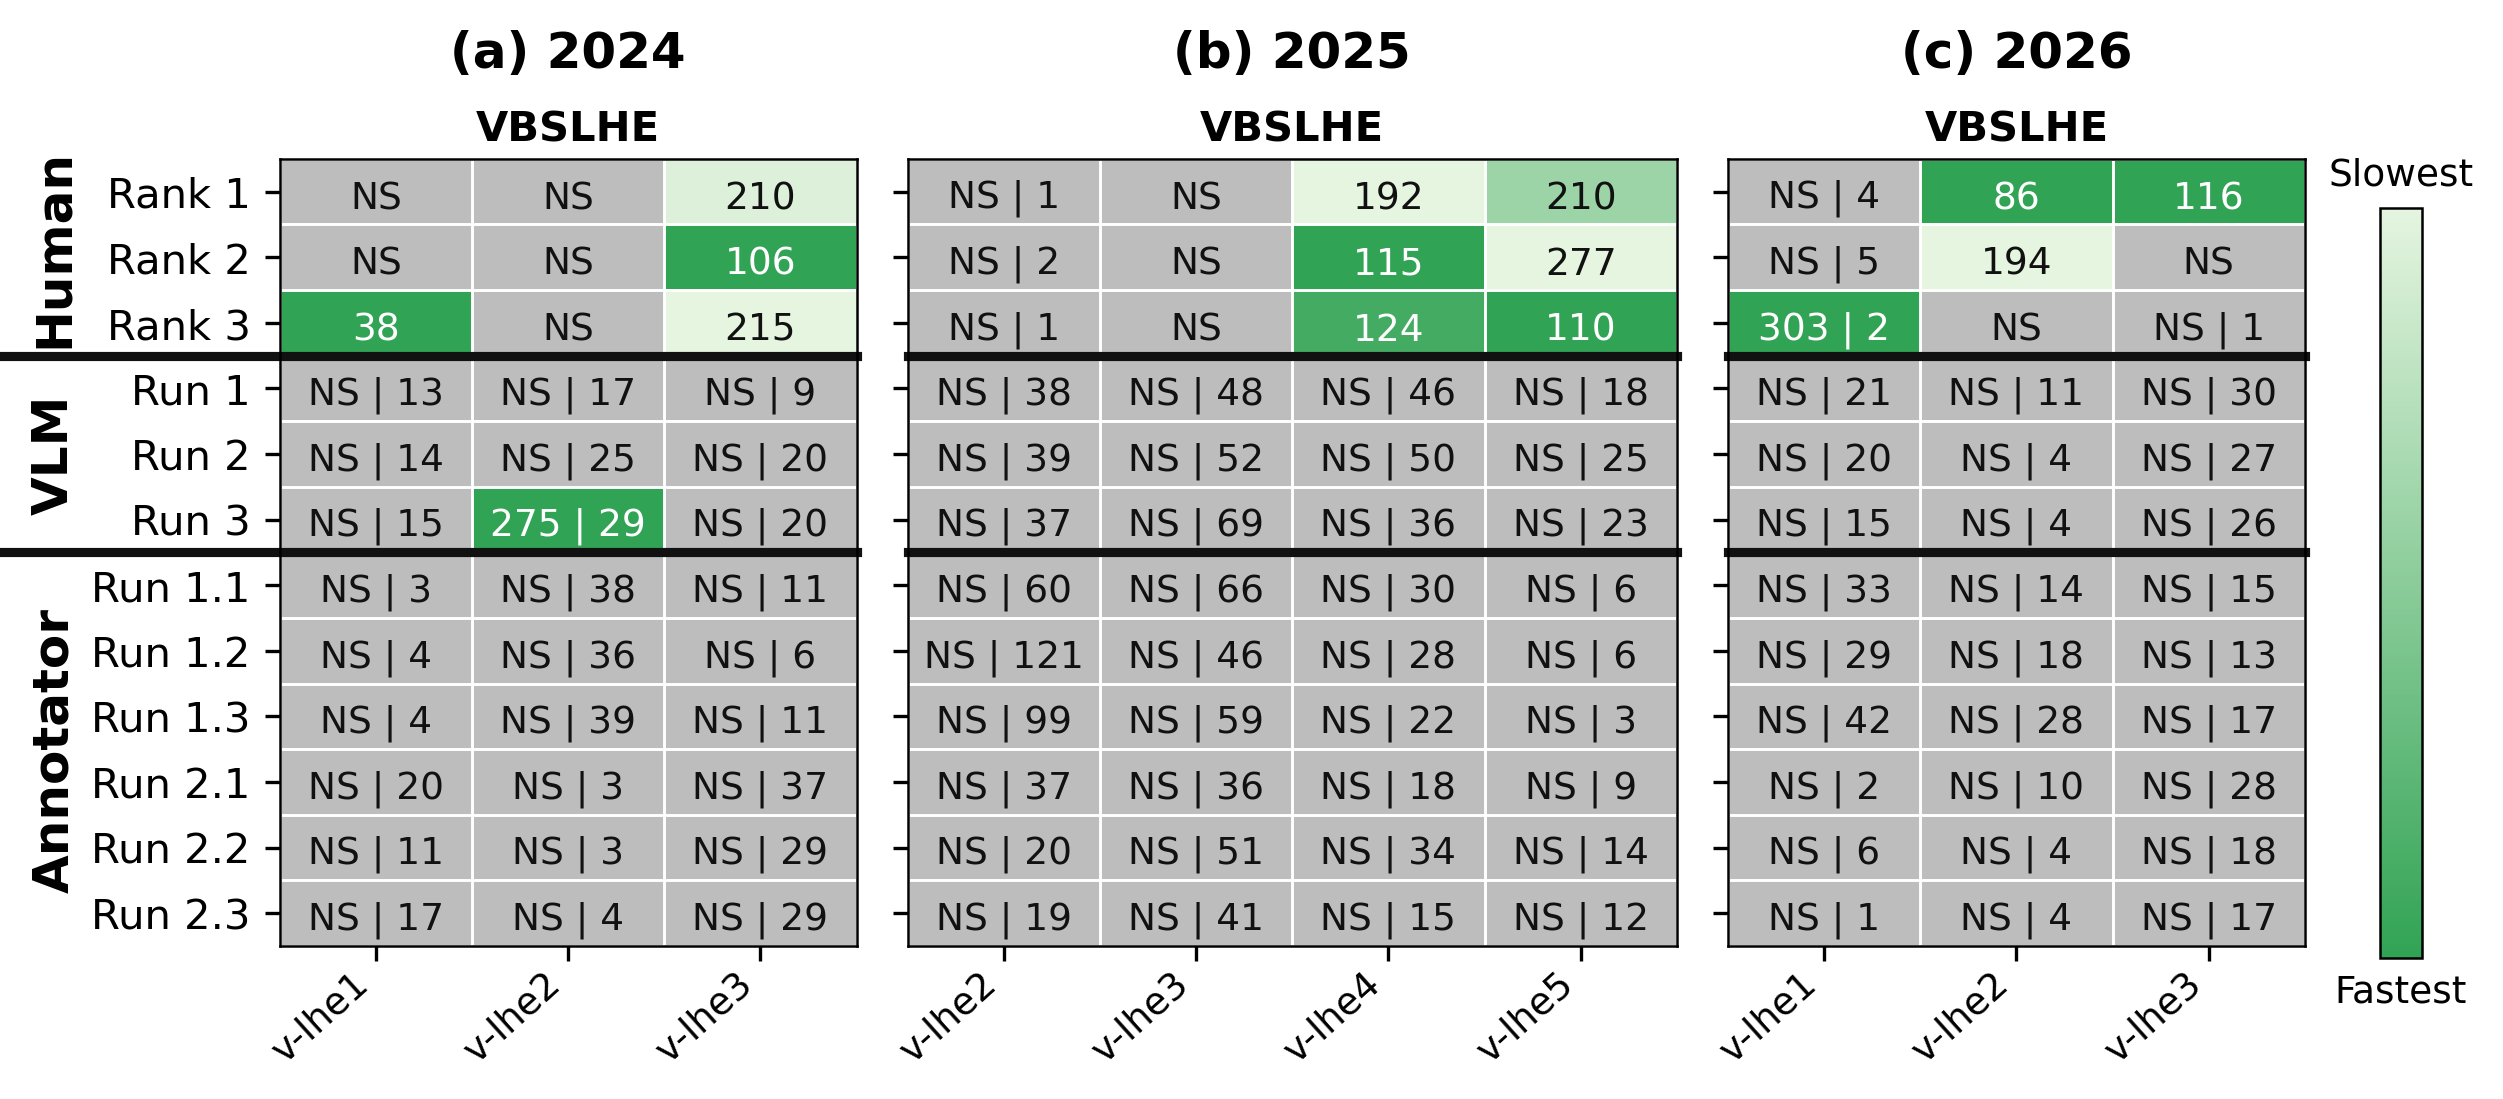 (a) 2024 (b) 2025 (c) 2026
VBSLHE VBSLHE VBSLHE
Human
Rank 1 NS NS 210 NS | 1 NS 192 210 NS | 4 86 116
Rank 2 NS NS 106 NS | 2 NS 115 277 NS | 5 194 NS
Rank 3 38 NS 215 NS | 1 NS 124 110 303 | 2 NS NS | 1
VLM
Run 1 NS | 13 NS | 17 NS | 9 NS | 38 NS | 48 NS | 46 NS | 18 NS | 21 NS | 11 NS | 30
Run 2 NS | 14 NS | 25 NS | 20 NS | 39 NS | 52 NS | 50 NS | 25 NS | 20 NS | 4 NS | 27
Run 3 NS | 15 275 | 29 NS | 20 NS | 37 NS | 69 NS | 36 NS | 23 NS | 15 NS | 4 NS | 26
Annotator
Run 1.1 NS | 3 NS | 38 NS | 11 NS | 60 NS | 66 NS | 30 NS | 6 NS | 33 NS | 14 NS | 15
Run 1.2 NS | 4 NS | 36 NS | 6 NS | 121 NS | 46 NS | 28 NS | 6 NS | 29 NS | 18 NS | 13
Run 1.3 NS | 4 NS | 39 NS | 11 NS | 99 NS | 59 NS | 22 NS | 3 NS | 42 NS | 28 NS | 17
Run 2.1 NS | 20 NS | 3 NS | 37 NS | 37 NS | 36 NS | 18 NS | 9 NS | 2 NS | 10 NS | 28
Run 2.2 NS | 11 NS | 3 NS | 29 NS | 20 NS | 51 NS | 34 NS | 14 NS | 6 NS | 4 NS | 18
Run 2.3 NS | 17 NS | 4 NS | 29 NS | 19 NS | 41 NS | 15 NS | 12 NS | 1 NS | 4 NS | 17
v-lhe1 v-lhe2 v-lhe3 v-lhe2 v-lhe3 v-lhe4 v-lhe5 v-lhe1 v-lhe2 v-lhe3
Slowest
Fastest